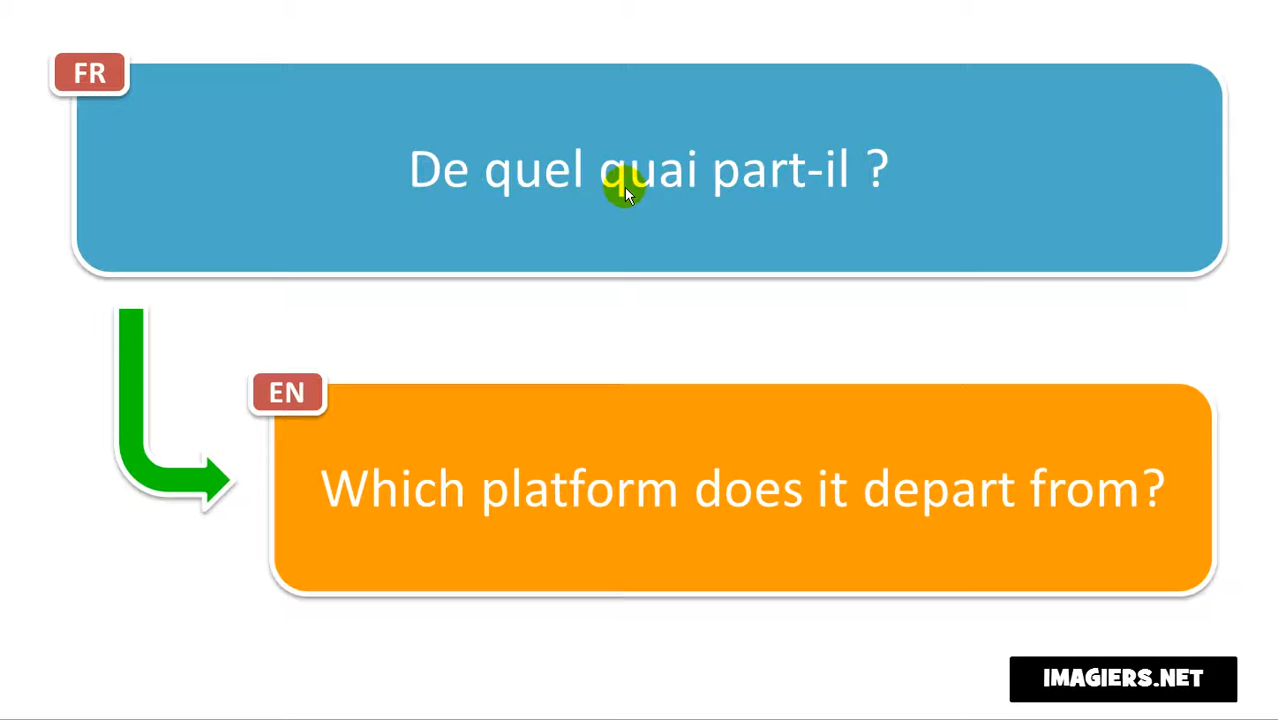 FR
De quel quai part-il ?
EN
Which platform does it depart from?
IMAGIERS.NET